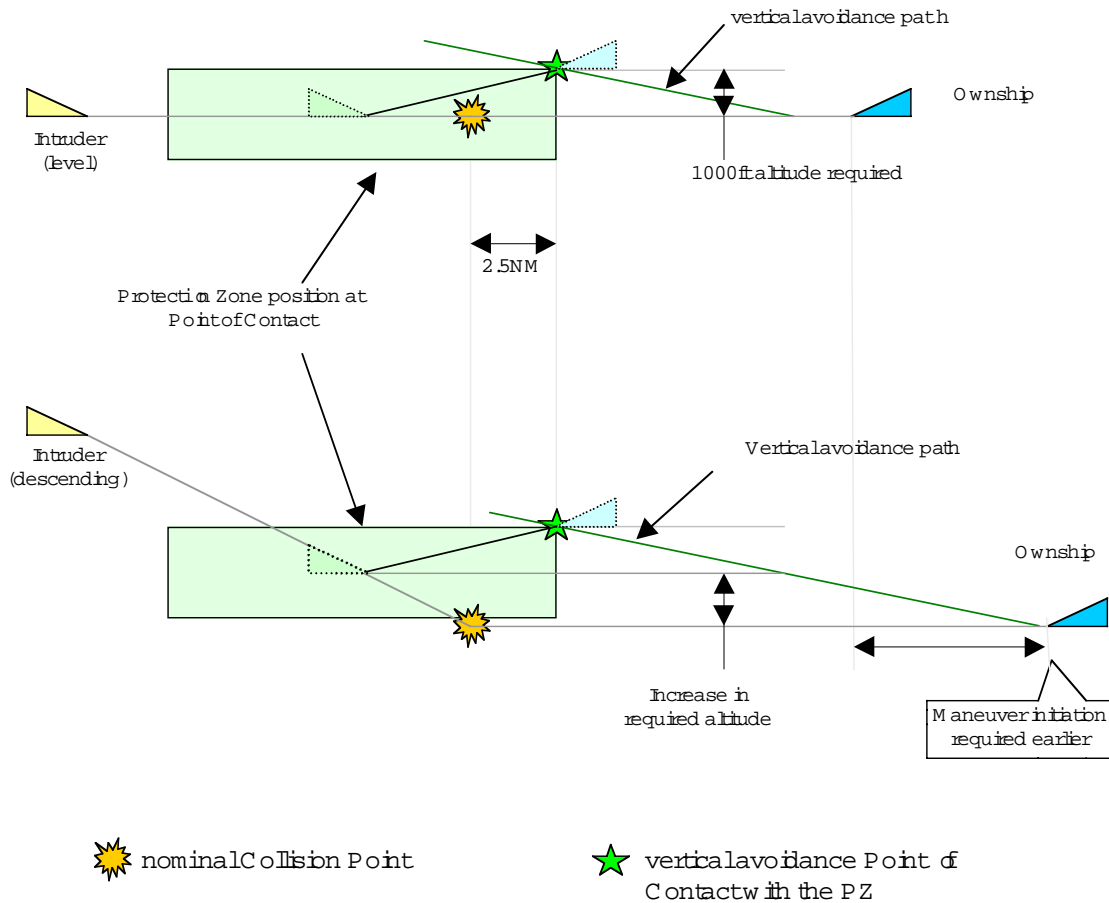 vertical avoidance path
Ownship
Intruder
(level)
1000ft altitude required
2.5NM
Protection Zone position at
Point of Contact
Intruder
(descending)
Vertical avoidance path
Ownship
Increase in
required altitude
Maneuver initiation
required earlier
nominal Collision Point
vertical avoidance Point of
Contact with the PZ